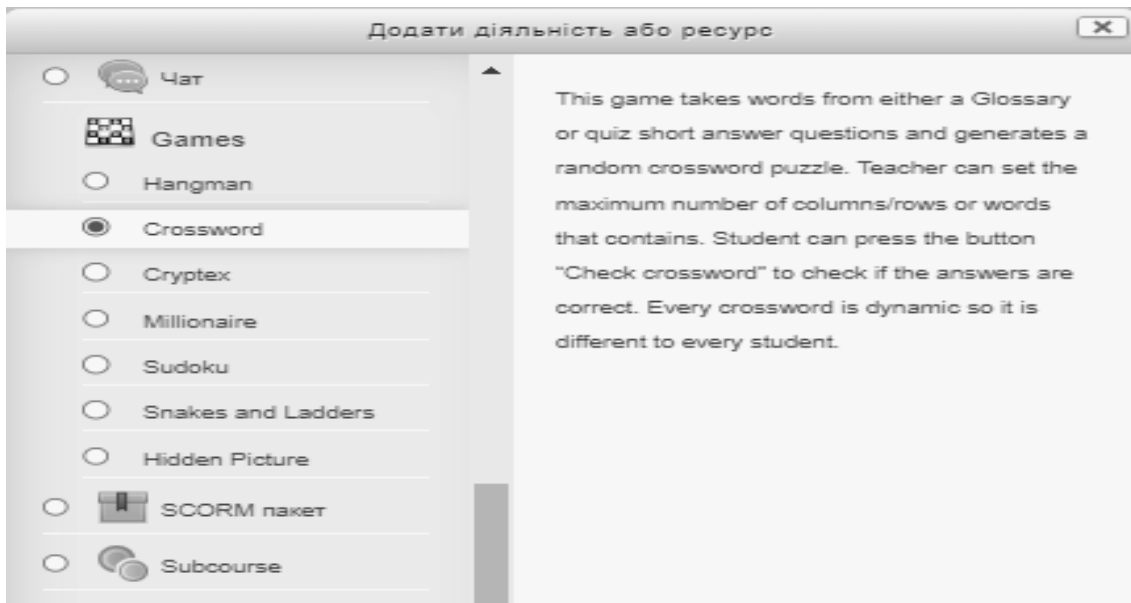 Додати діяльність або ресурс
Чат
Games
Hangman
Crossword
Cryptex
Millionaire
Sudoku
Snakes and Ladders
Hidden Picture
SCORM пакет
Subcourse
This game takes words from either a Glossary
or quiz short answer questions and generates a
random crossword puzzle. Teacher can set the
maximum number of columns/rows or words
that contains. Student can press the button
"Check crossword" to check if the answers are
correct. Every crossword is dynamic so it is
different to every student.